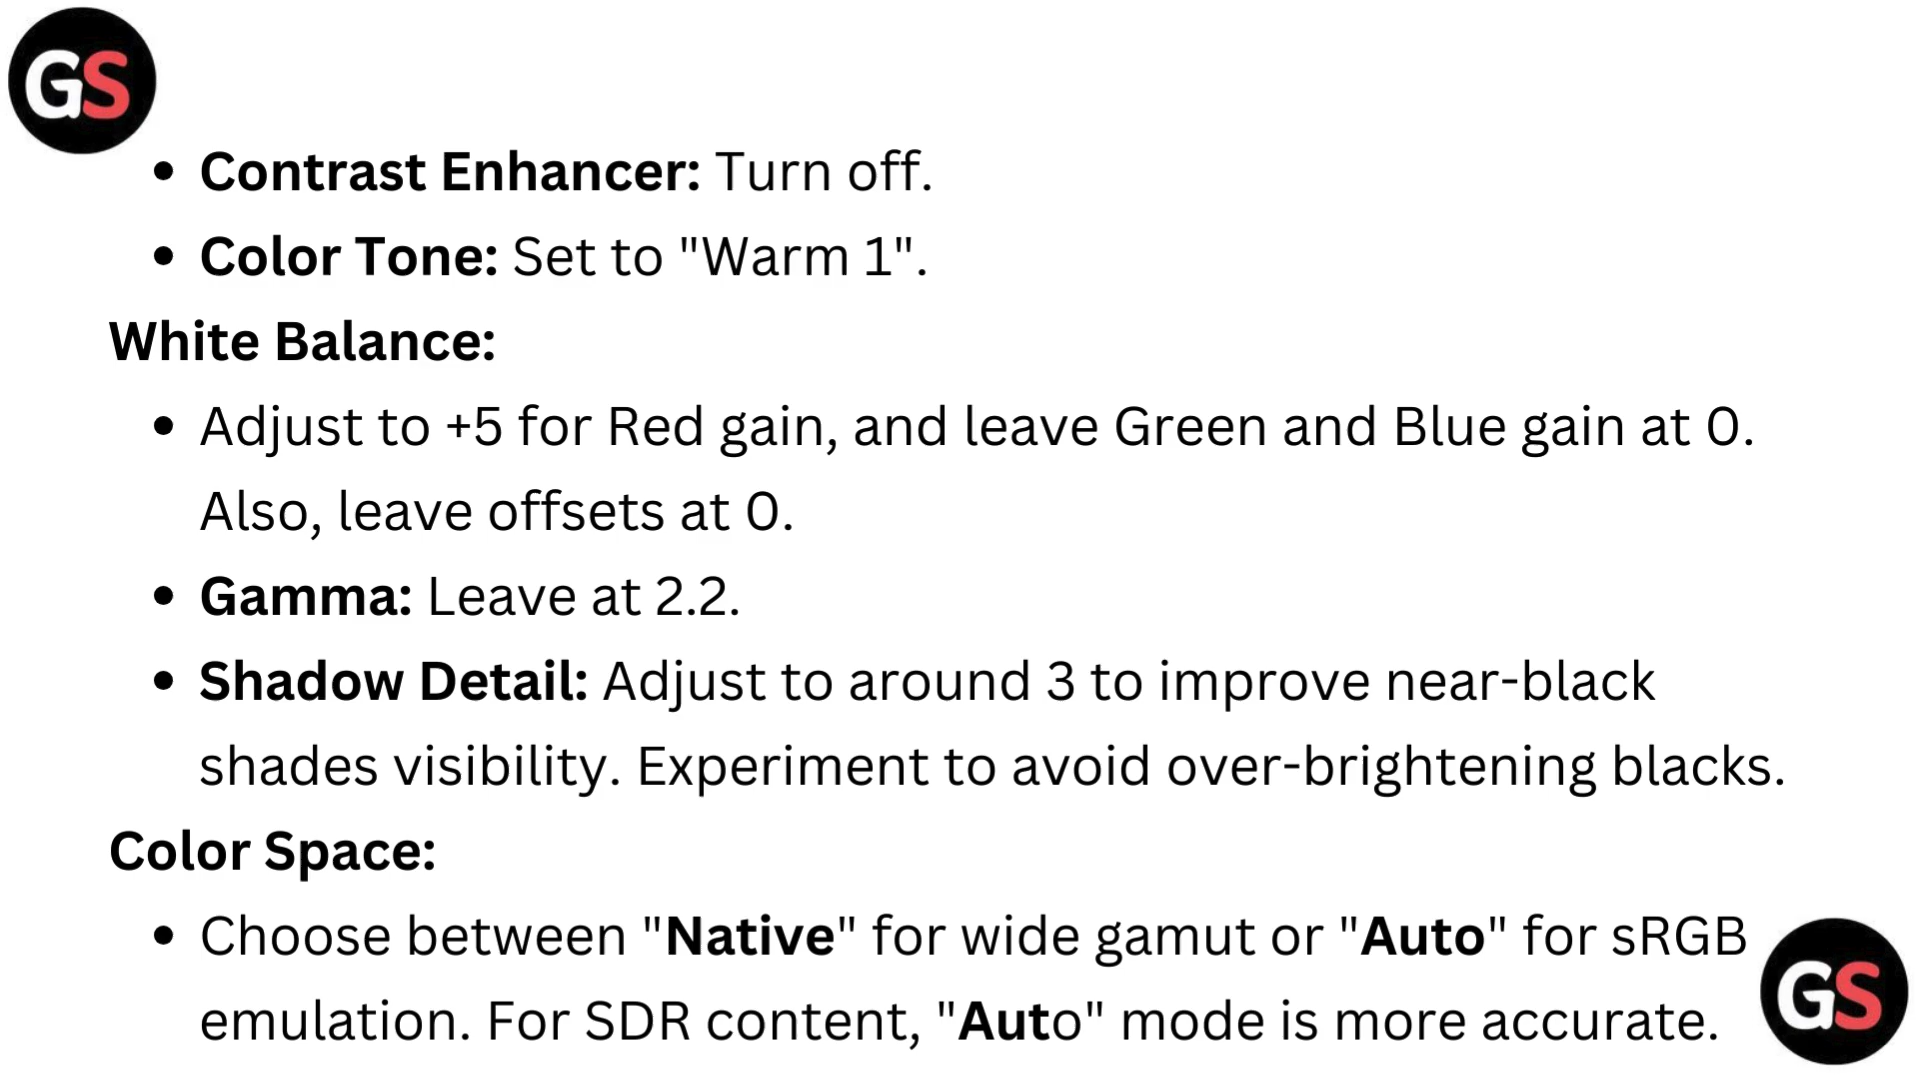 GS
• Contrast Enhancer: Turn off.
• Color Tone: Set to "Warm 1".
White Balance:
• Adjust to +5 for Red gain, and leave Green and Blue gain at 0.
Also, leave offsets at 0.
• Gamma: Leave at 2.2.
• Shadow Detail: Adjust to around 3 to improve near-black
shades visibility. Experiment to avoid over-brightening blacks.
Color Space:
• Choose between "Native" for wide gamut or "Auto" for sRGB
emulation. For SDR content, "Auto" mode is more accurate.
GS